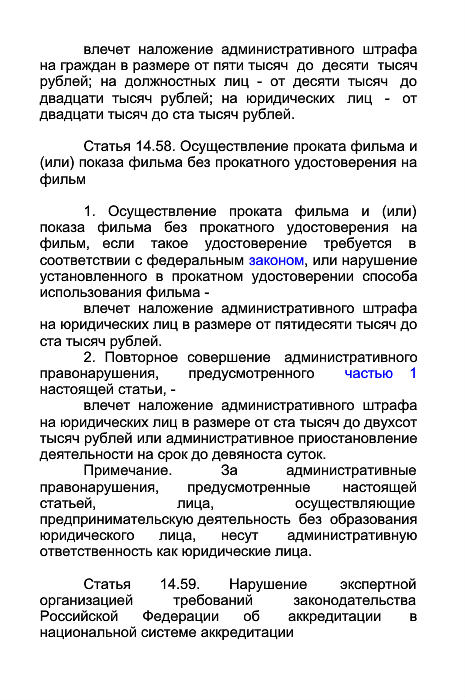 влечет наложение административного штрафа
на граждан в размере от пяти тысяч до десяти тысяч
рублей; на должностных лиц - от десяти тысяч до
двадцати тысяч рублей; на юридических лиц - от
двадцати тысяч до ста тысяч рублей.
Статья 14.58. Осуществление проката фильма и
(или) показа фильма без прокатного удостоверения на
фильм
1. Осуществление проката фильма и (или)
показа фильма без прокатного удостоверения на
фильм, если такое удостоверение требуется в
соответствии с федеральным законом, или нарушение
установленного в прокатном удостоверении способа
использования фильма -
влечет наложение административного штрафа
на юридических лиц в размере от пятидесяти тысяч до
ста тысяч рублей.
2. Повторное совершение административного
правонарушения, предусмотренного частью 1
настоящей статьи, -
влечет наложение административного штрафа
на юридических лиц в размере от ста тысяч до двухсот
тысяч рублей или административное приостановление
деятельности на срок до девяноста суток.
Примечание. За административные
правонарушения, предусмотренные настоящей
статьей, лица, осуществляющие
предпринимательскую деятельность без образования
юридического лица, несут административную
ответственность как юридические лица.
Статья 14.59. Нарушение экспертной
организацией требований законодательства
Российской Федерации об аккредитации в
национальной системе аккредитации